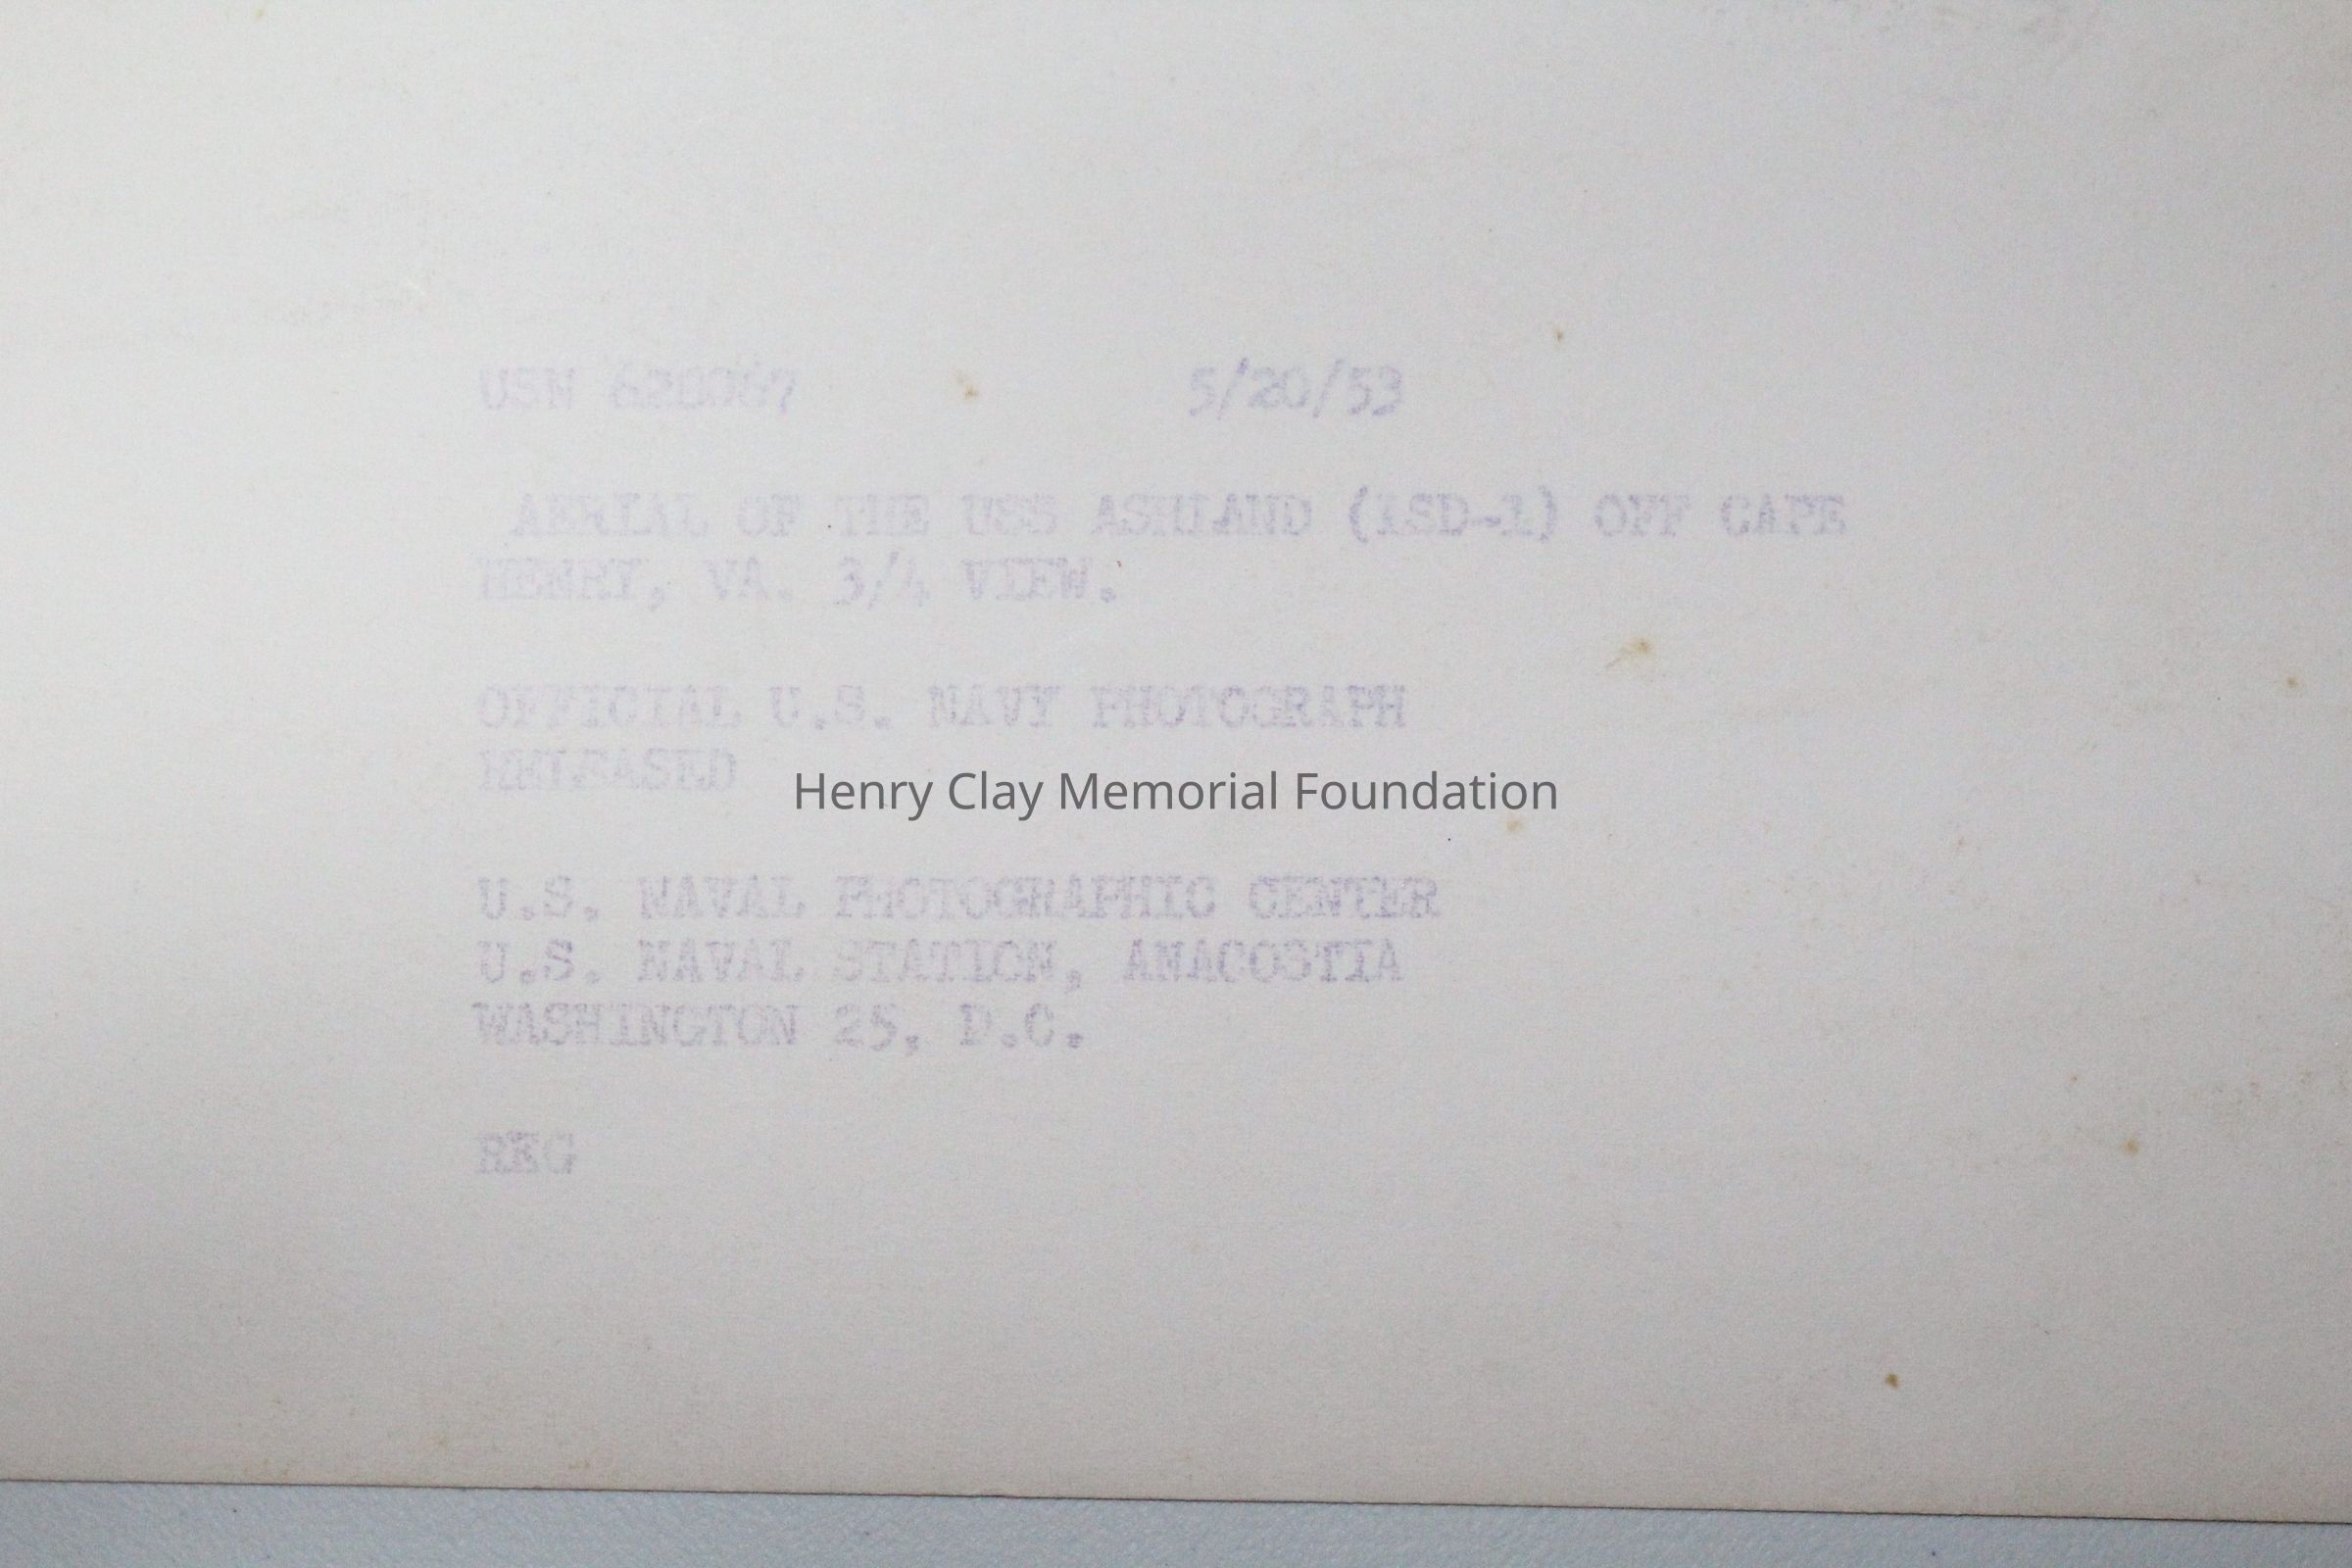 USN 620087 5/20/53
AERIAL OF THE USS ASHLAND (LSD-1) OFF CAPE
HENRY, VA. 3/4 VIEW.
OFFICIAL U.S. NAVY PHOTOGRAPH
RELEASED
Henry Clay Memorial Foundation
U.S. NAVAL PHOTOGRAPHIC CENTER
U.S. NAVAL STATION, ANACOSTIA
WASHINGTON 25, D.C.
REG